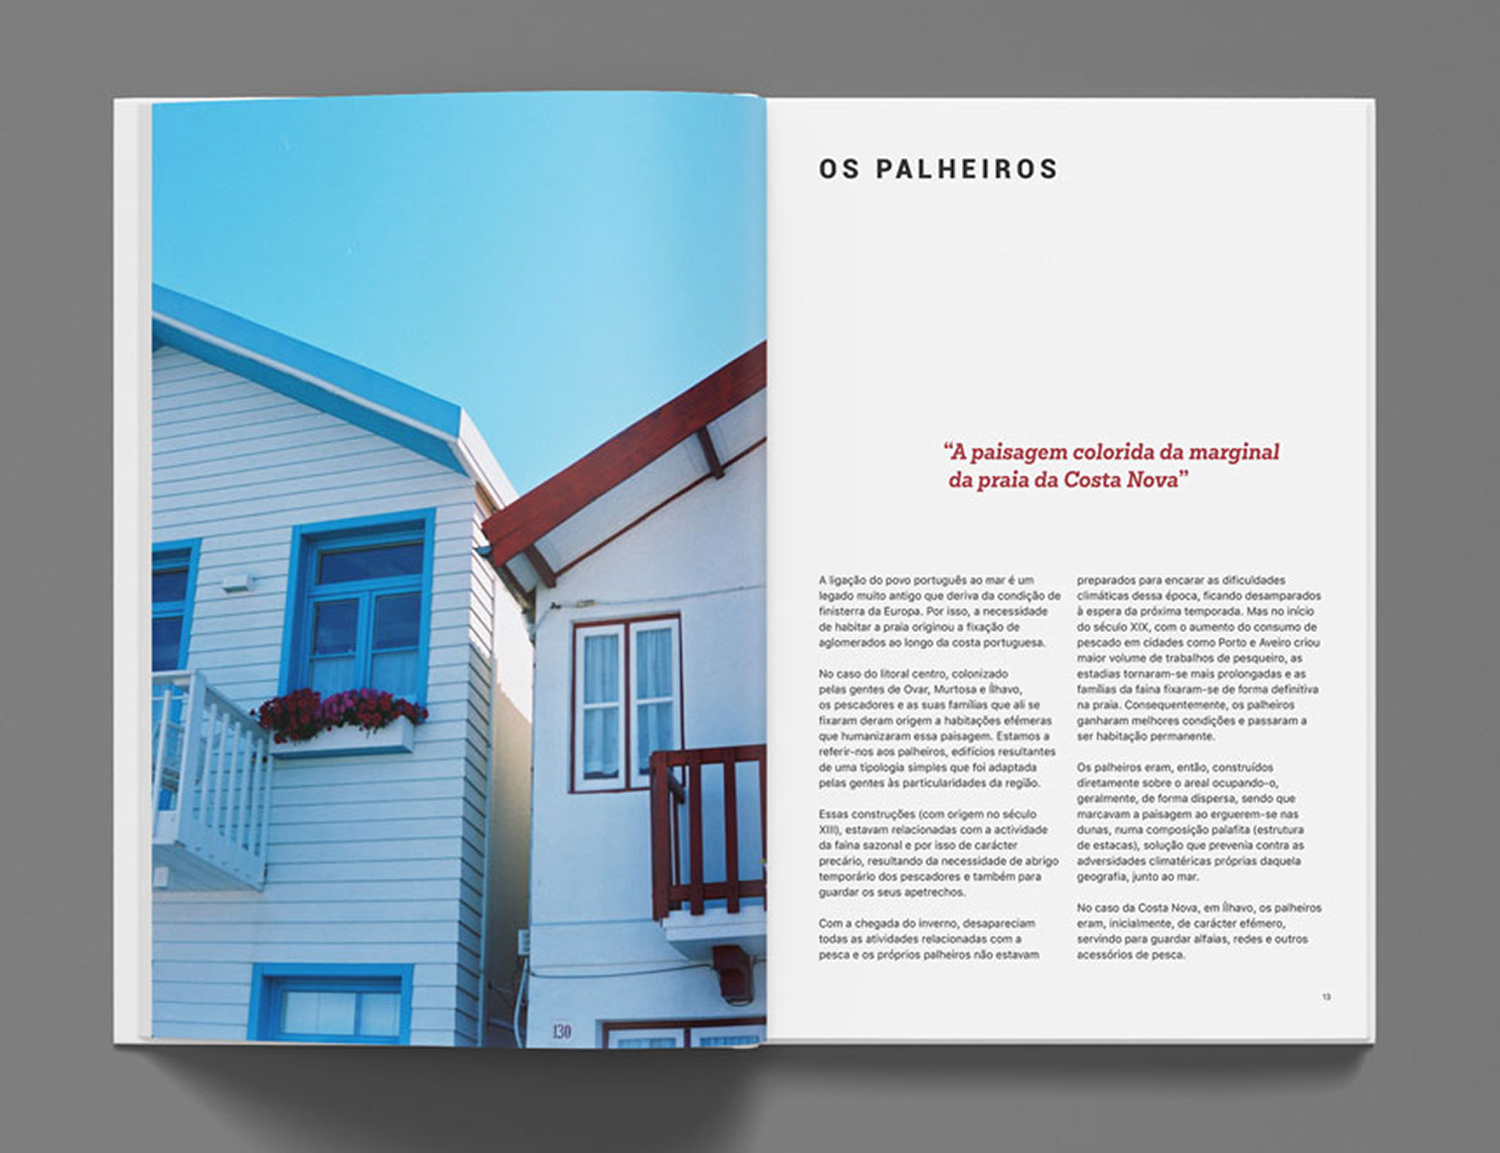 130
OS PALHEIROS
“A paisagem colorida da marginal
da praia da Costa Nova”
A ligação do povo português ao mar é um
legado muito antigo que deriva da condição de
finisterra da Europa. Por isso, a necessidade
de habitar a praia originou a fixação de
aglomerados ao longo da costa portuguesa.
No caso do litoral centro, colonizado
pelas gentes de Ovar, Murtosa e Ílhavo,
os pescadores e as suas famílias que ali se
fixaram deram origem a habitações efémeras
que humanizaram essa paisagem. Estamos a
referir-nos aos palheiros, edifícios resultantes
de uma tipologia simples que foi adaptada
pelas gentes às particularidades da região.
Essas construções (com origem no século
XIII), estavam relacionadas com a actividade
da faina sazonal e por isso de carácter
precário, resultando da necessidade de abrigo
temporário dos pescadores e também para
guardar os seus apetrechos.
Com a chegada do inverno, desapareciam
todas as atividades relacionadas com a
pesca e os próprios palheiros não estavam
preparados para encarar as dificuldades
climáticas dessa época, ficando desamparados
à espera da próxima temporada. Mas no início
do século XIX, com o aumento do consumo de
pescado em cidades como Porto e Aveiro criou
maior volume de trabalhos de pesqueiro, as
estadias tornaram-se mais prolongadas e as
famílias da faina fixaram-se de forma definitiva
na praia. Consequentemente, os palheiros
ganharam melhores condições e passaram a
ser habitação permanente.
Os palheiros eram, então, construídos
diretamente sobre o areal ocupando-o,
geralmente, de forma dispersa, sendo que
marcavam a paisagem ao erguerem-se nas
dunas, numa composição palafita (estrutura
de estacas), solução que prevenia contra as
adversidades climatéricas próprias daquela
geografia, junto ao mar.
No caso da Costa Nova, em Ílhavo, os palheiros
eram, inicialmente, de carácter efémero,
servindo para guardar alfaias, redes e outros
acessórios de pesca.
13